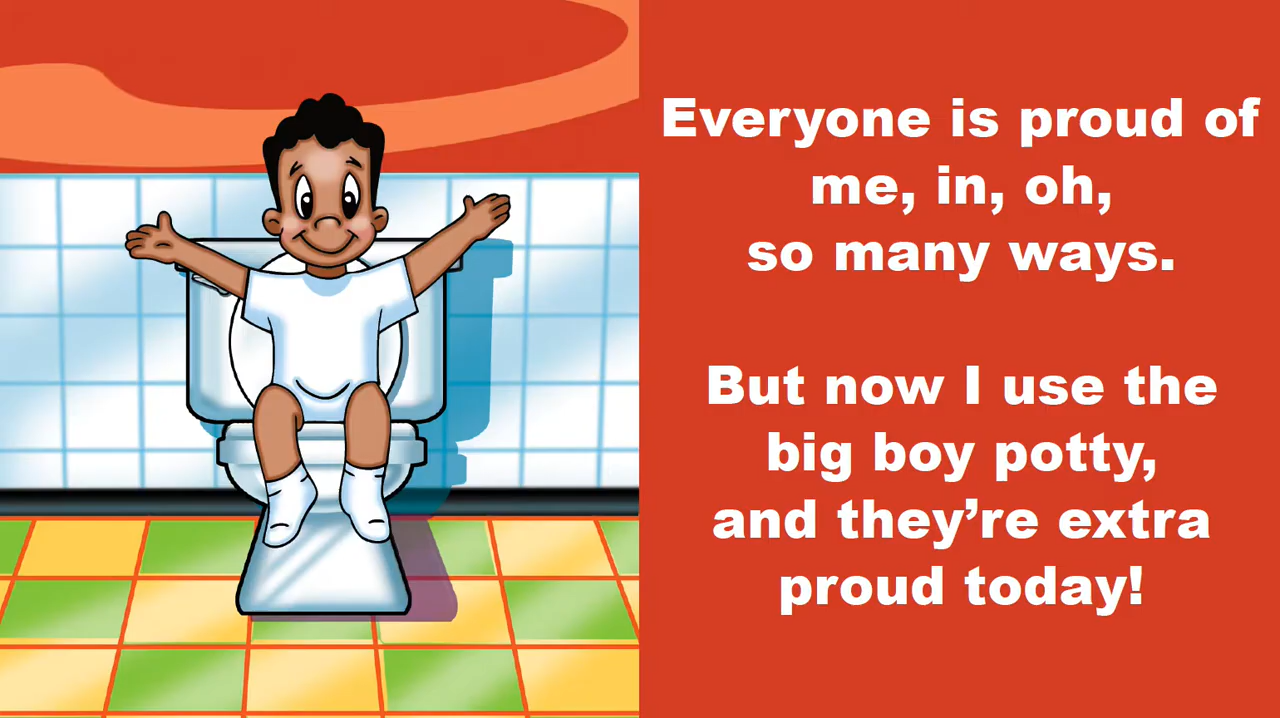 Everyone is proud of
me, in, oh,
so many ways.
But now I use the
big boy potty,
and they’re extra
proud today!